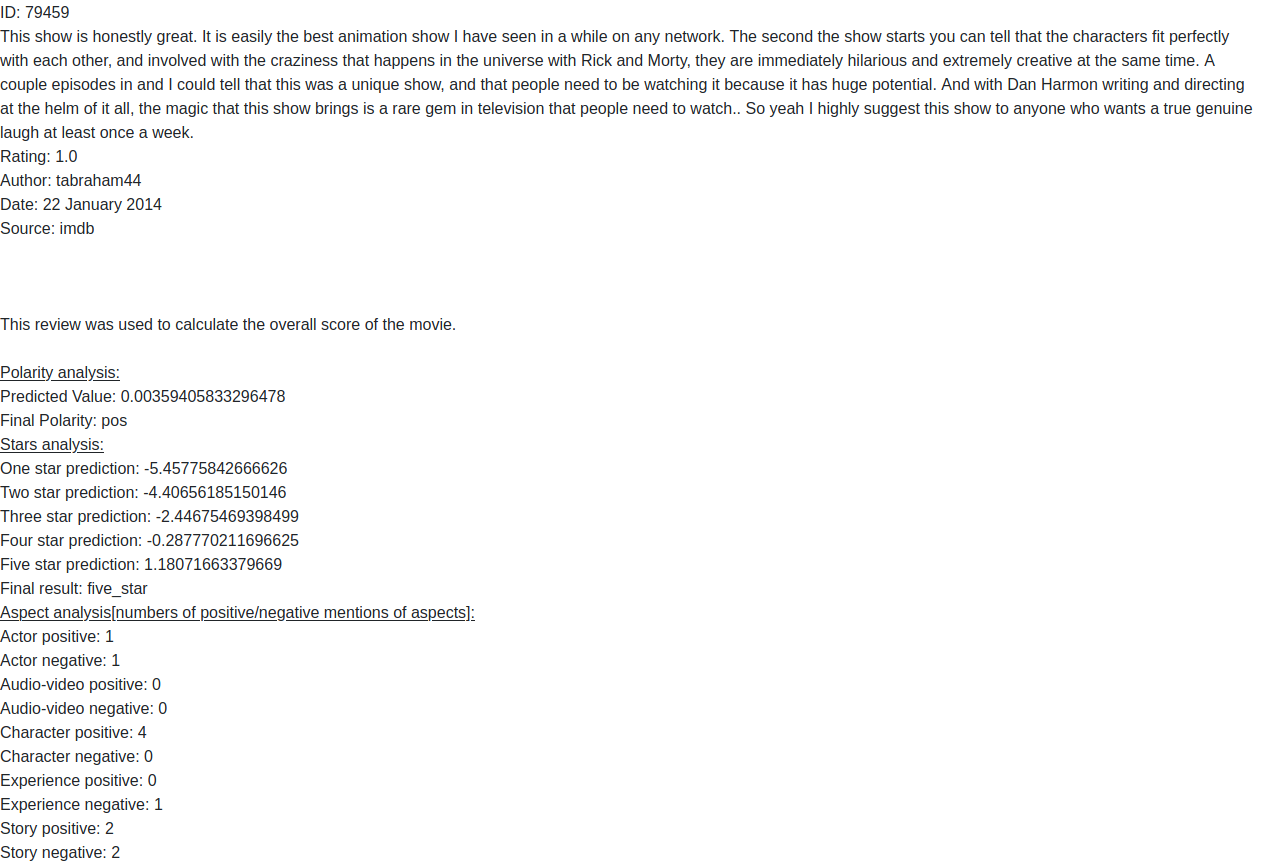 ID: 79459
This show is honestly great. It is easily the best animation show I have seen in a while on any network. The second the show starts you can tell that the characters fit perfectly
with each other, and involved with the craziness that happens in the universe with Rick and Morty, they are immediately hilarious and extremely creative at the same time. A
couple episodes in and I could tell that this was a unique show, and that people need to be watching it because it has huge potential. And with Dan Harmon writing and directing
at the helm of it all, the magic that this show brings is a rare gem in television that people need to watch.. So yeah I highly suggest this show to anyone who wants a true genuine
laugh at least once a week.
Rating: 1.0
Author: tabraham44
Date: 22 January 2014
Source: imdb
This review was used to calculate the overall score of the movie.
Polarity analysis:
Predicted Value: 0.00359405833296478
Final Polarity: pos
Stars analysis:
One star prediction: -5.45775842666626
Two star prediction: -4.40656185150146
Three star prediction: -2.44675469398499
Four star prediction: -0.287770211696625
Five star prediction: 1.18071663379669
Final result: five_star
Aspect analysis[numbers of positive/negative mentions of aspects]:
Actor positive: 1
Actor negative: 1
Audio-video positive: 0
Audio-video negative: 0
Character positive: 4
Character negative: 0
Experience positive: 0
Experience negative: 1
Story positive: 2
Story negative: 2